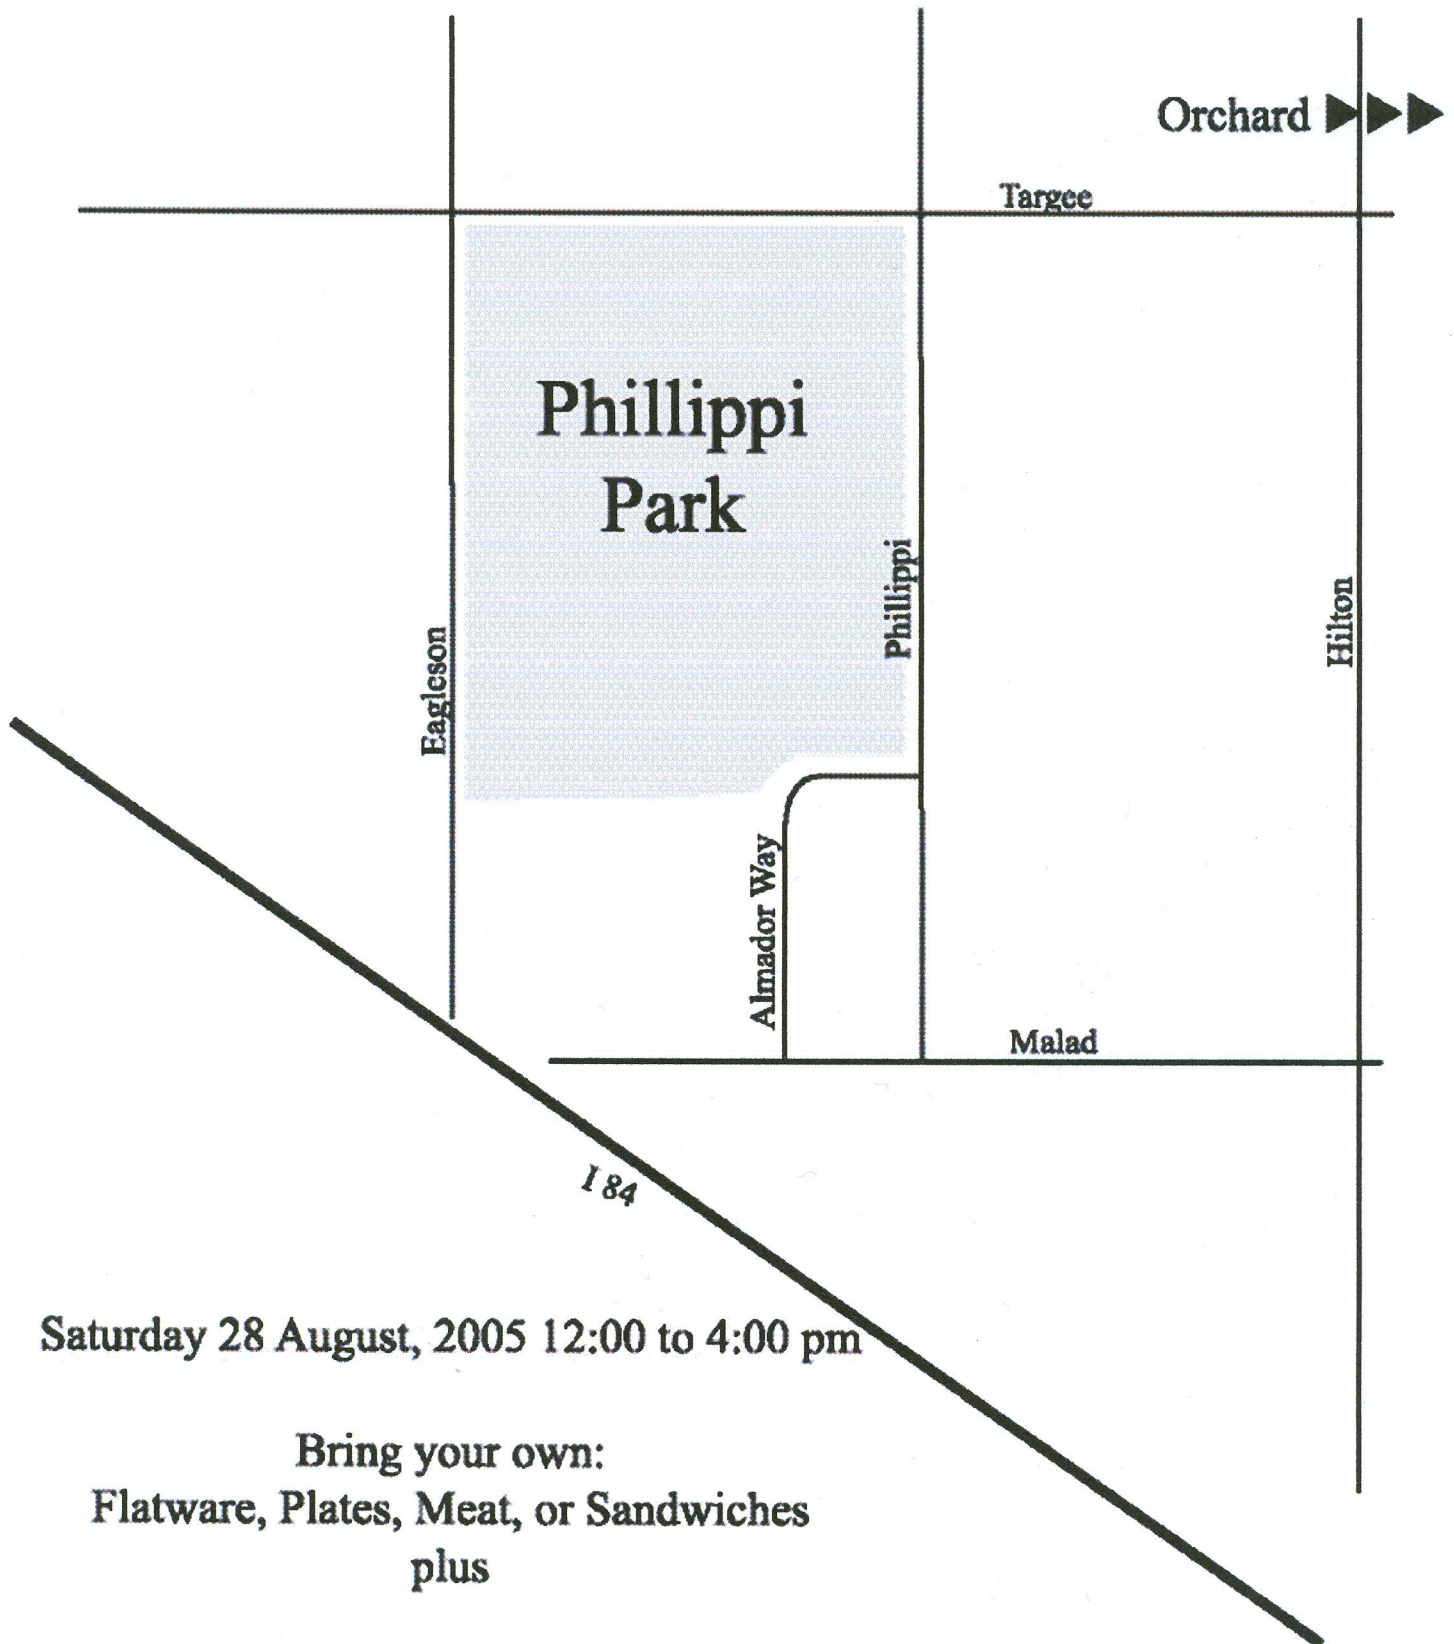 Orchard
Targee
Phillippi
Park
Phillippi
Hilton
Eagleson
Almador Way
Malad
I 84
Saturday 28 August, 2005 12:00 to 4:00 pm
Bring your own:
Flatware, Plates, Meat, or Sandwiches
plus